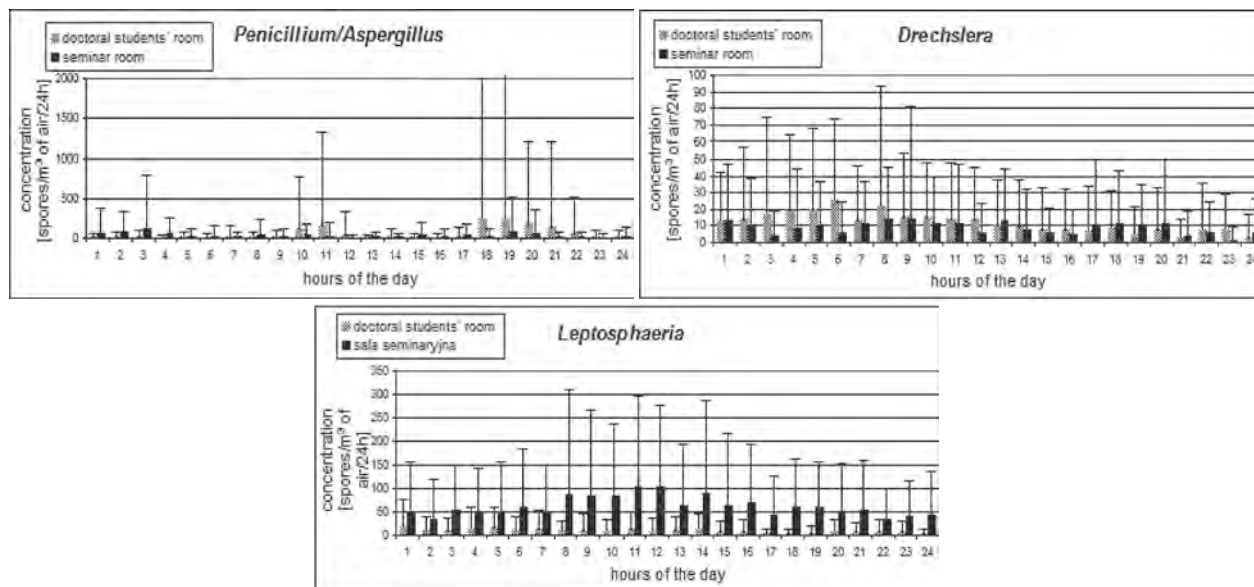 doctoral students' room
seminar room
Penicillium/Aspergillus
concentration
[spores/m³ of air/24h]
2000
1500
1000
500
0
1 2 3 4 5 6 7 8 9 10 11 12 13 14 15 16 17 18 19 20 21 22 23 24
hours of the day
doctoral students' room
seminar room
Drechslera
concentration
[spores/m³ of air/24h]
100
90
80
70
60
50
40
30
20
10
0
1 2 3 4 5 6 7 8 9 10 11 12 13 14 15 16 17 18 19 20 21 22 23 24
hours of the day
doctoral students' room
sala seminaryjna
Leptosphaeria
concentration
[spores/m³ of
air/24h]
350
300
250
200
150
100
50
0
1 2 3 4 5 6 7 8 9 10 11 12 13 14 15 16 17 18 19 20 21 22 23 24
hours of the day